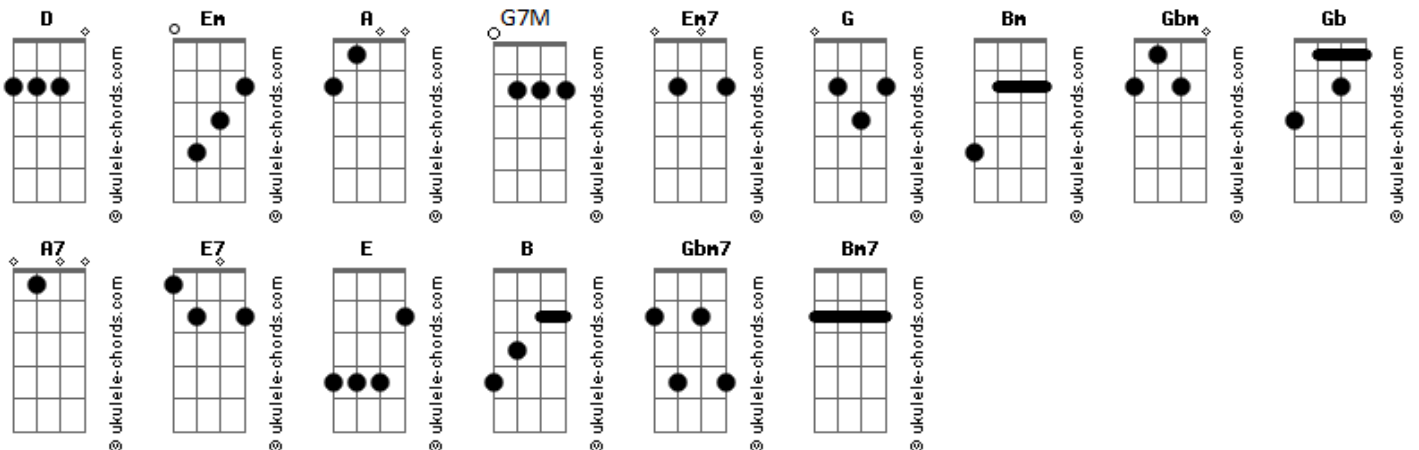 D Em A G7M Em7 G Bm Gbm Gb
© ukulele-chords.com © ukulele-chords.com © ukulele-chords.com © ukulele-chords.com © ukulele-chords.com © ukulele-chords.com © ukulele-chords.com © ukulele-chords.com © ukulele-chords.com
A7 E7 E B Gbm7 Bm7
© ukulele-chords.com © ukulele-chords.com © ukulele-chords.com © ukulele-chords.com © ukulele-chords.com © ukulele-chords.com